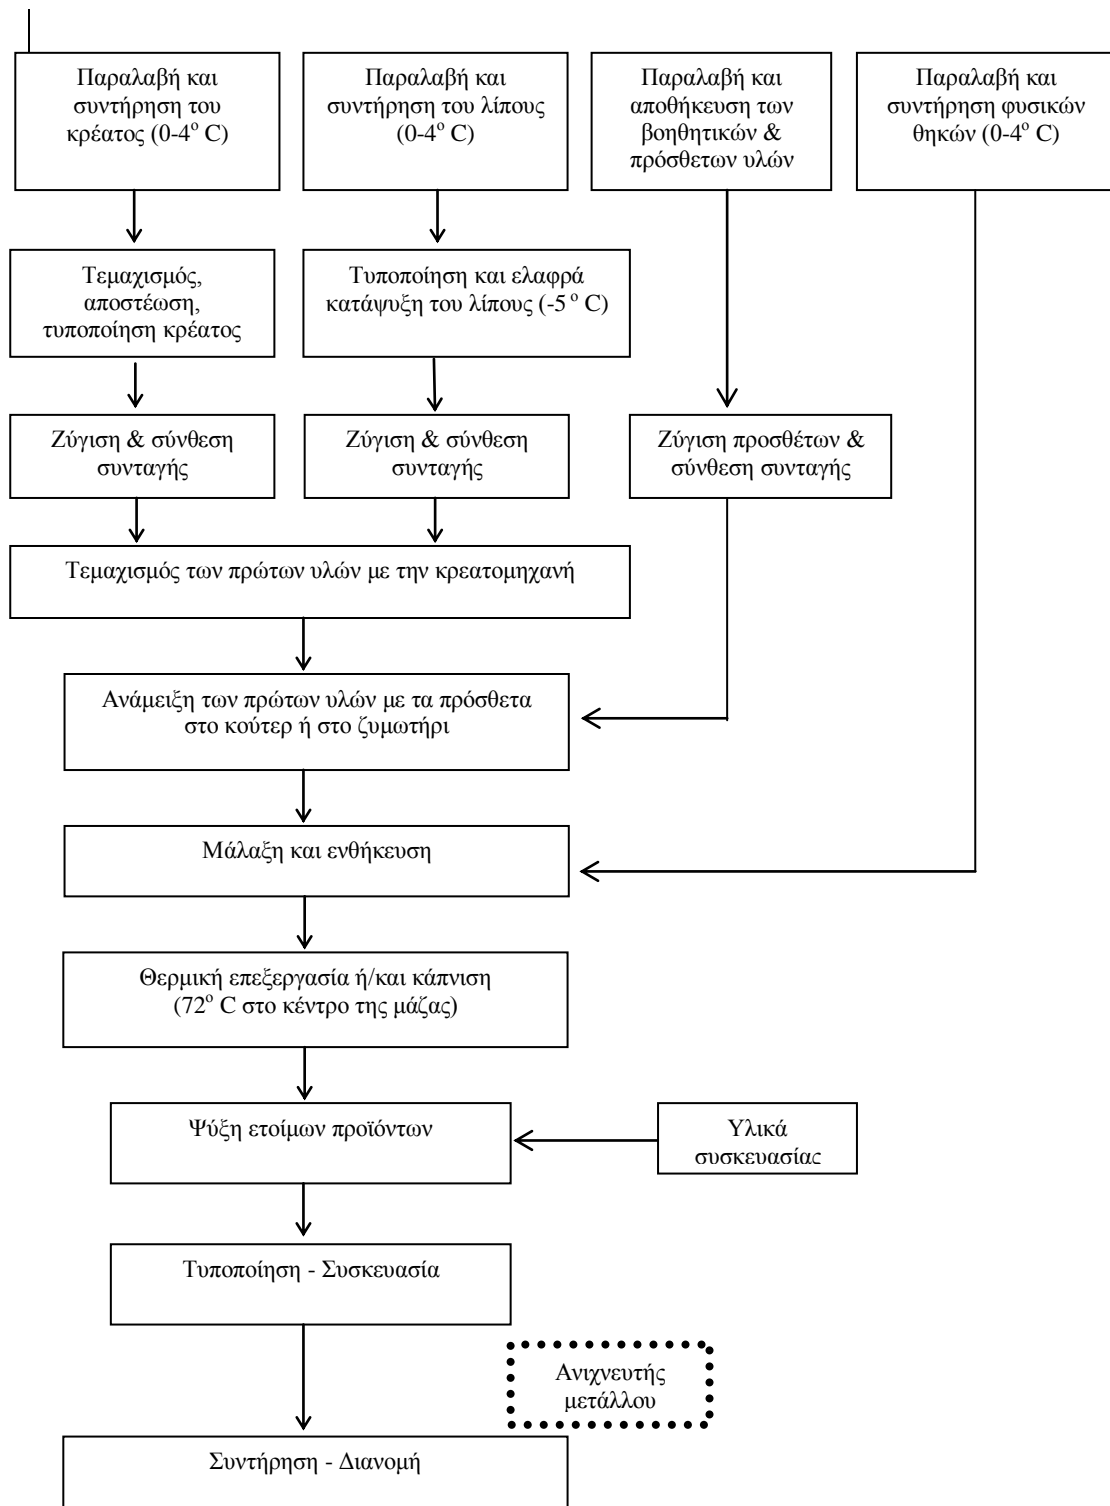 Παραλαβή και
συντήρηση του
κρέατος (0-4º C)
Παραλαβή και
συντήρηση του λίπους
(0-4º C)
Παραλαβή και
αποθήκευση των
βοηθητικών &
πρόσθετων υλών
Παραλαβή και
συντήρηση φυσικών
θηκών (0-4º C)
Τεμαχισμός,
αποστέωση,
τυποποίηση κρέατος
Τυποποίηση και ελαφρά
κατάψυξη του λίπους (-5 º C)
Ζύγιση & σύνθεση
συνταγής
Ζύγιση & σύνθεση
συνταγής
Ζύγιση προσθέτων &
σύνθεση συνταγής
Τεμαχισμός των πρώτων υλών με την κρεατομηχανή
Ανάμειξη των πρώτων υλών με τα πρόσθετα
στο κούτερ ή στο ζυμωτήρι
Μάλαξη και ενθήκευση
Θερμική επεξεργασία ή/και κάπνιση
(72º C στο κέντρο της μάζας)
Ψύξη ετοίμων προϊόντων
Υλικά
συσκευασίας
Τυποποίηση - Συσκευασία
Ανιχνευτής
μετάλλου
Συντήρηση - Διανομή